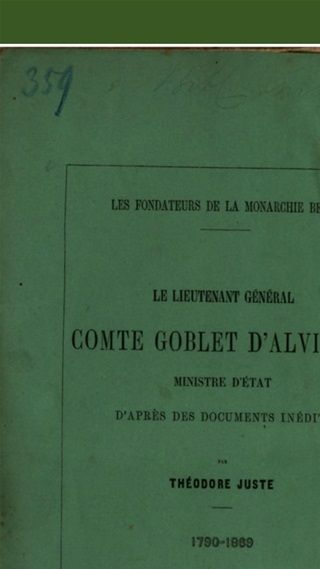 359
LES FONDATEURS DE LA MONARCHIE BE
LE LIEUTENANT GÉNÉRAL
COMTE GOBLET D'ALVI
MINISTRE D'ÉTAT
D'APRÈS DES DOCUMENTS INÉDI
PAR
THÉODORE JUSTE
1790-1869